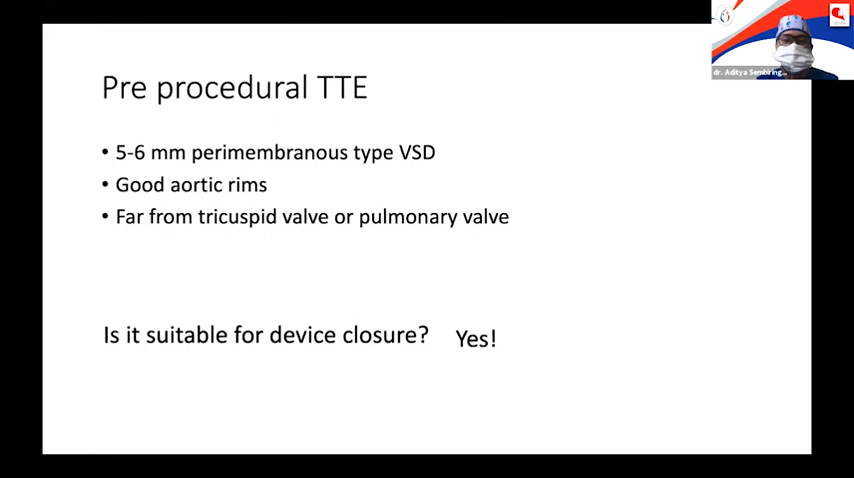 dr. Aditya Sembiring...
Pre procedural TTE
• 5-6 mm perimembranous type VSD
• Good aortic rims
• Far from tricuspid valve or pulmonary valve
Is it suitable for device closure? Yes!